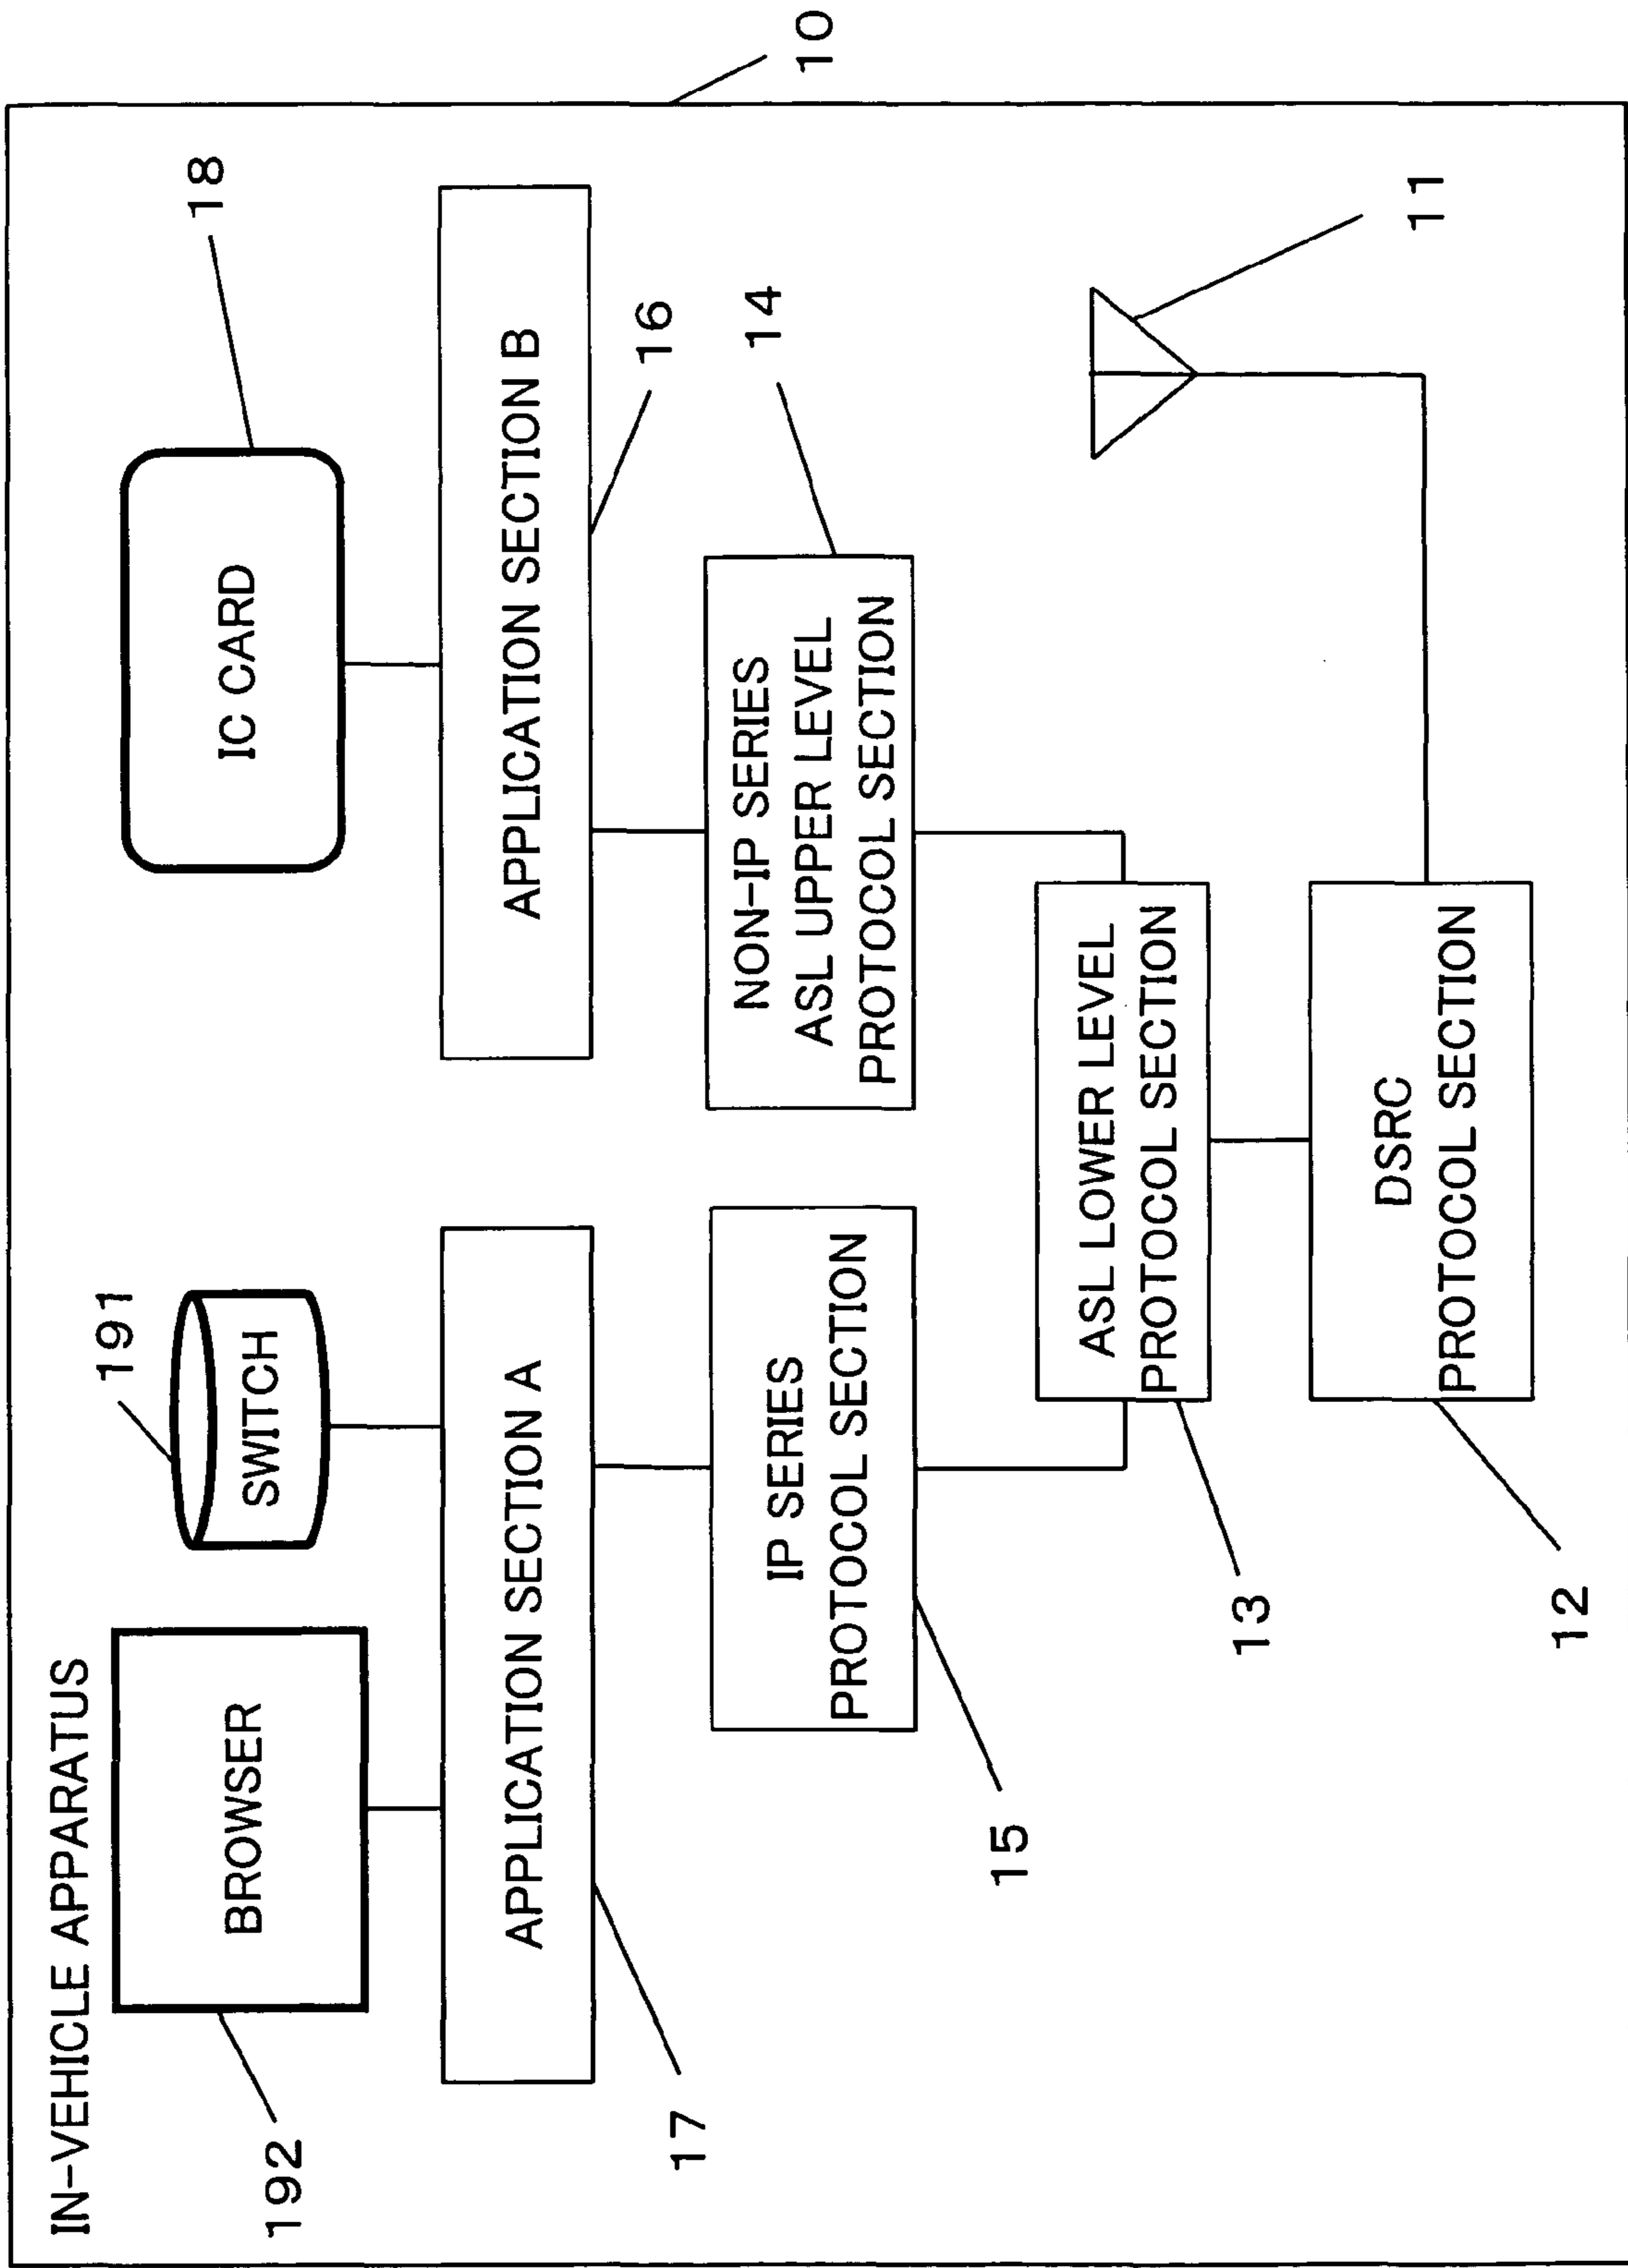 IN-VEHICLE APPARATUS
10
192
BROWSER
191
SWITCH
18
IC CARD
17
APPLICATION SECTION A
APPLICATION SECTION B
16
15
IP SERIES
PROTOCOL SECTION
14
NON-IP SERIES
ASL UPPER LEVEL
PROTOCOL SECTION
13
ASL LOWER LEVEL
PROTOCOL SECTION
11
12
DSRC
PROTOCOL SECTION